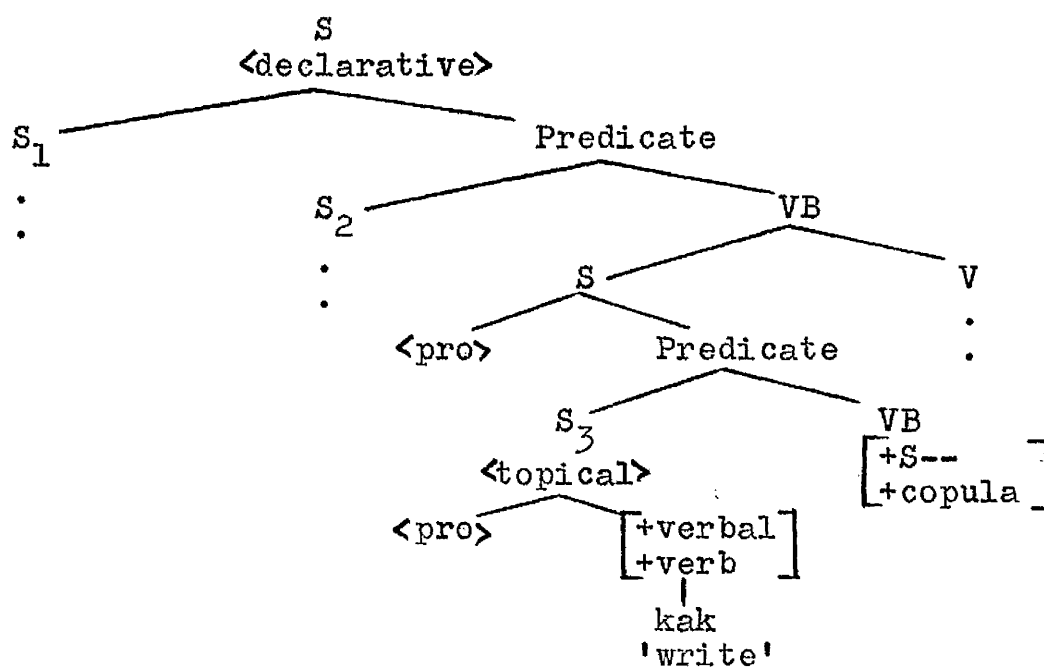 S
<declarative>
S1 Predicate
. S2 VB
. . S V
. <pro> Predicate .
.
S3 VB
<topical> [+S--
+copula]
<pro> [+verbal
+verb]
kak
'write'